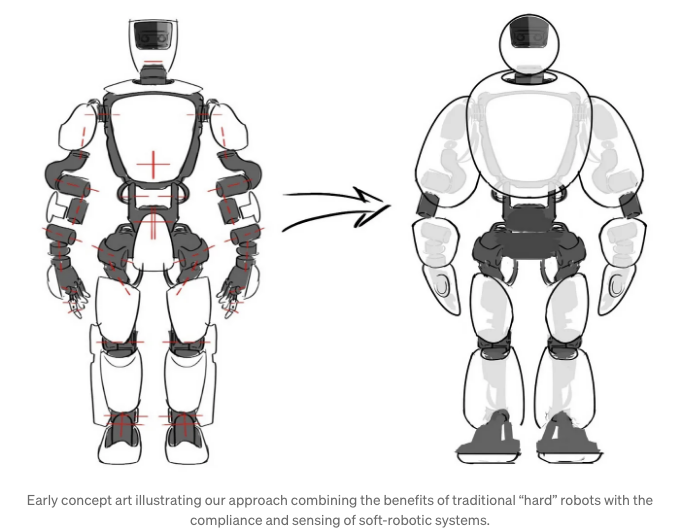 Early concept art illustrating our approach combining the benefits of traditional “hard” robots with the
compliance and sensing of soft-robotic systems.